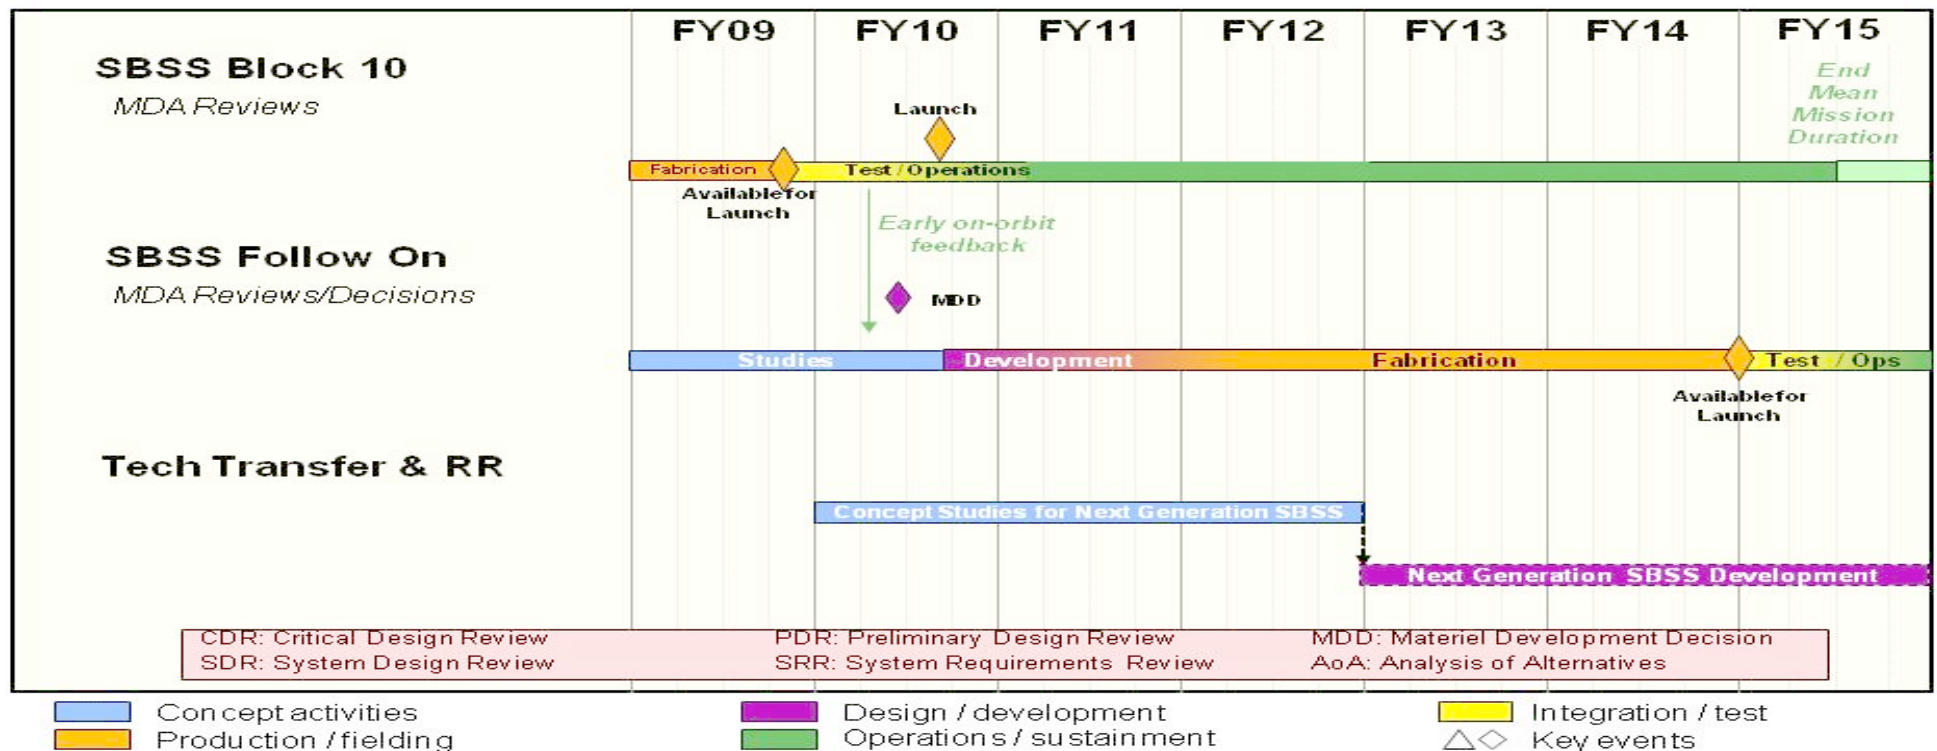 FY09 FY10 FY11 FY12 FY13 FY14 FY15
SBSS Block 10
MDA Reviews
End
Mean
Mission
Duration
Launch
Fabrication
Test / Operations
Available for
Launch
Early on-orbit
feedback
SBSS Follow On
MDA Reviews/Decisions
MDD
Studies
Development
Fabrication
Test / Ops
Available for
Launch
Tech Transfer & RR
Concept Studies for Next Generation SBSS
Next Generation SBSS Development
CDR: Critical Design Review PDR: Preliminary Design Review MDD: Materiel Development Decision
SDR: System Design Review SRR: System Requirements Review AoA: Analysis of Alternatives
Concept activities Design / development Integration / test
Production / fielding Operations / sustainment Key events